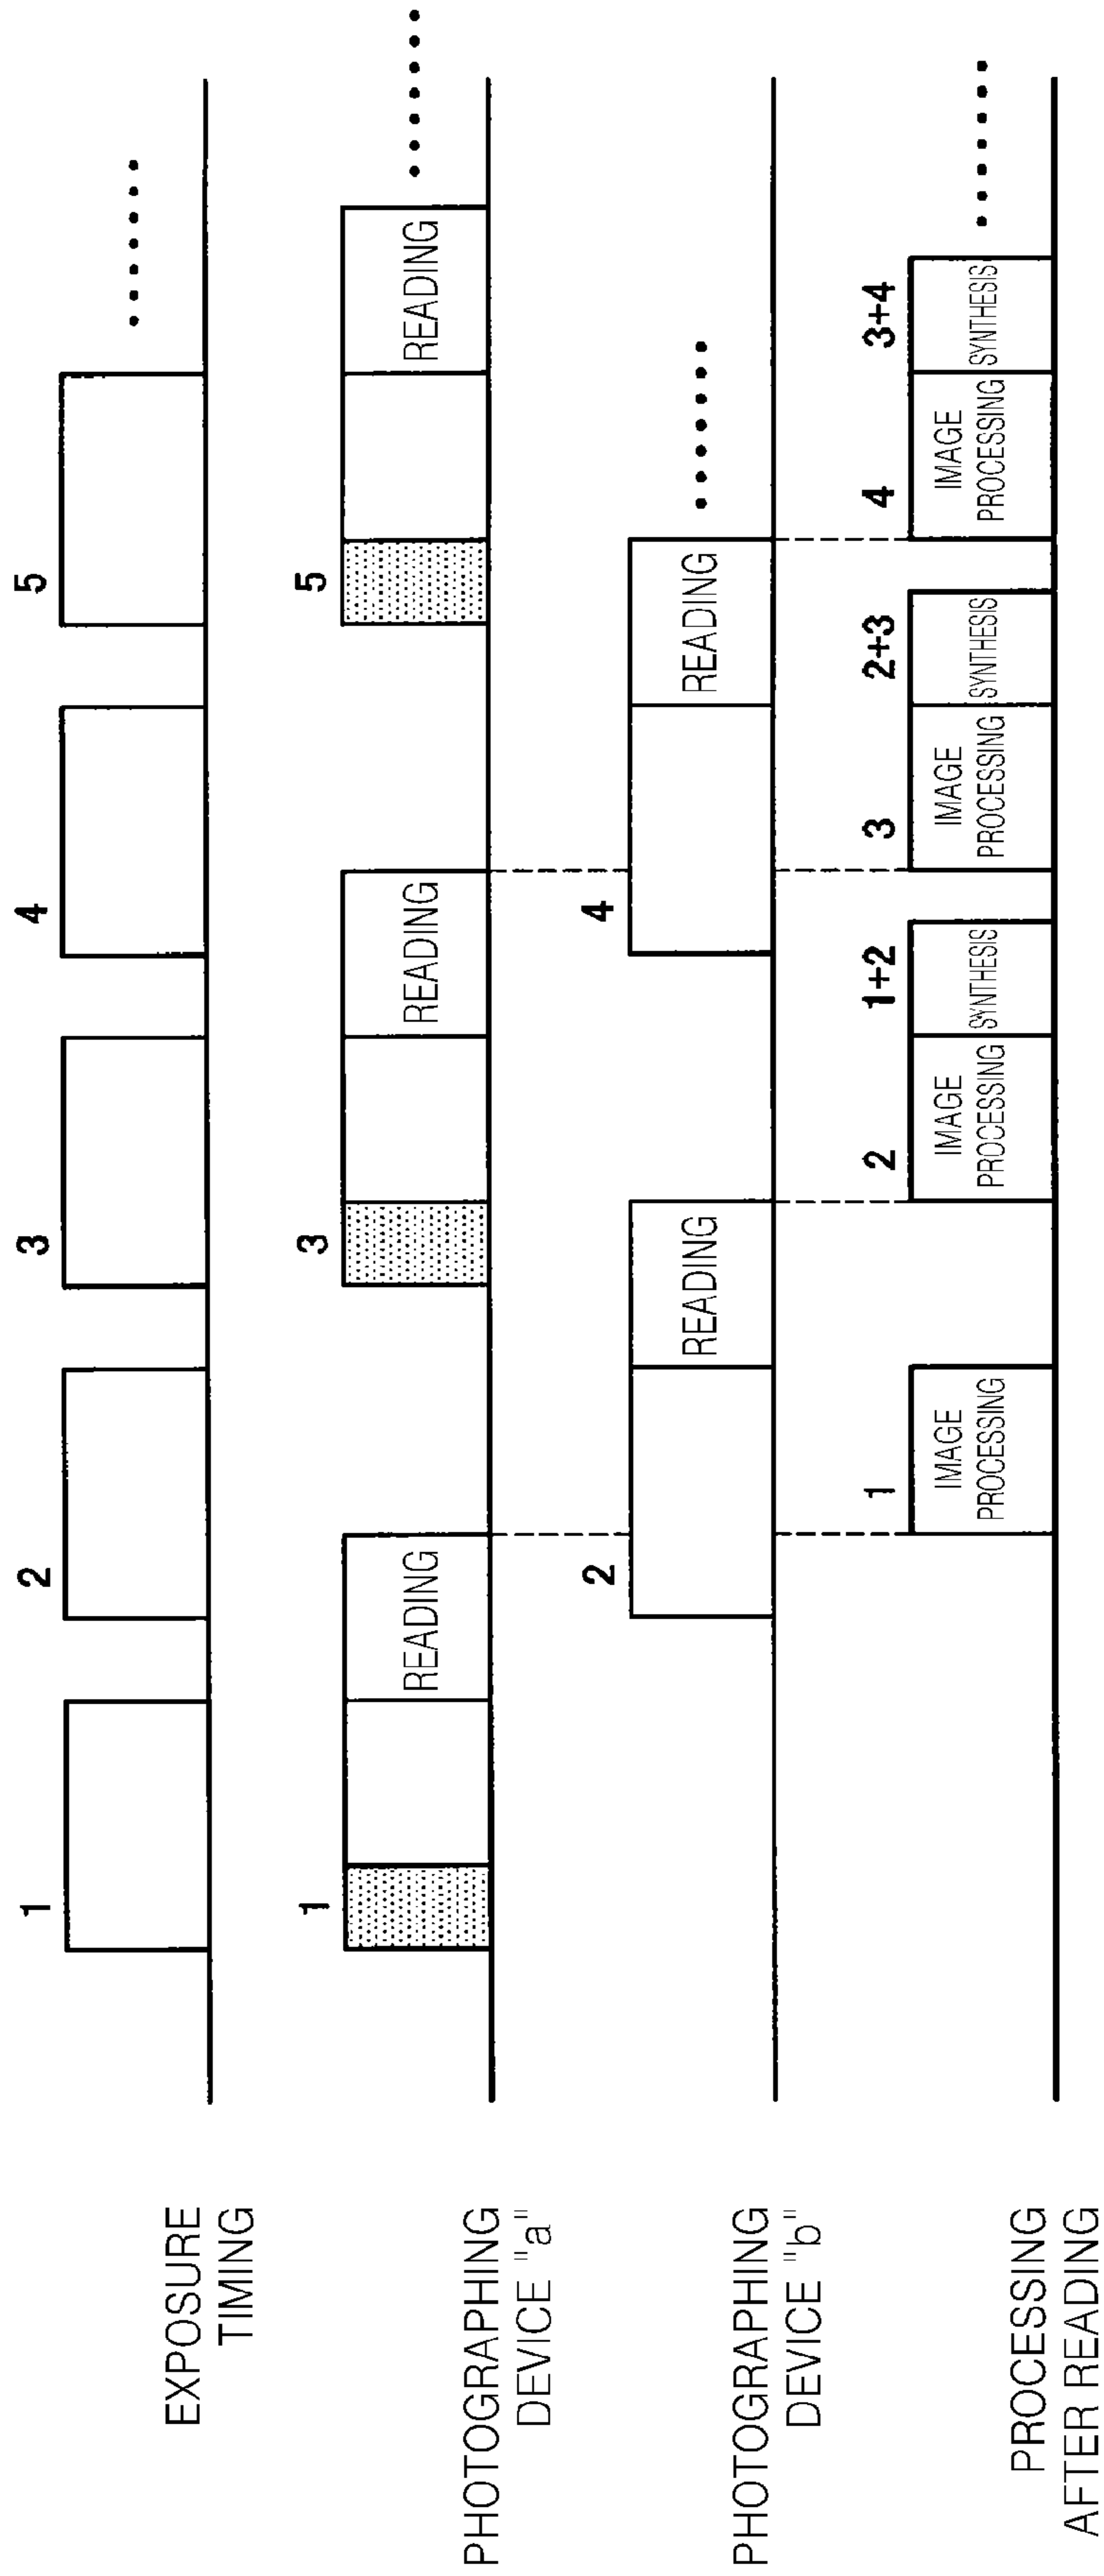 EXPOSURE
TIMING
1
2
3
4
5
PHOTOGRAPHING
DEVICE "a"
1
READING
3
READING
5
READING
PHOTOGRAPHING
DEVICE "b"
2
READING
4
READING
PROCESSING
AFTER READING
1
IMAGE
PROCESSING
2
IMAGE
PROCESSING
1+2
SYNTHESIS
3
IMAGE
PROCESSING
2+3
SYNTHESIS
4
IMAGE
PROCESSING
3+4
SYNTHESIS